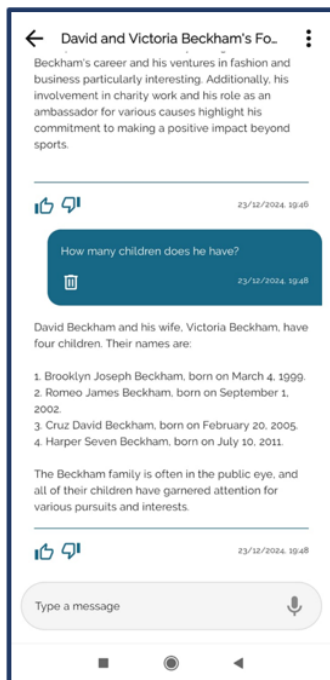 David and Victoria Beckham's Fo...
Beckham's career and his ventures in fashion and
business particularly interesting. Additionally, his
involvement in charity work and his role as an
ambassador for various causes highlight his
commitment to making a positive impact beyond
sports.
23/12/2024, 19:46
How many children does he have?
23/12/2024, 19:48
David Beckham and his wife, Victoria Beckham, have
four children. Their names are:
1. Brooklyn Joseph Beckham, born on March 4, 1999.
2. Romeo James Beckham, born on September 1,
2002.
3. Cruz David Beckham, born on February 20, 2005.
4. Harper Seven Beckham, born on July 10, 2011.
The Beckham family is often in the public eye, and
all of their children have garnered attention for
various pursuits and interests.
23/12/2024, 19:48
Type a message